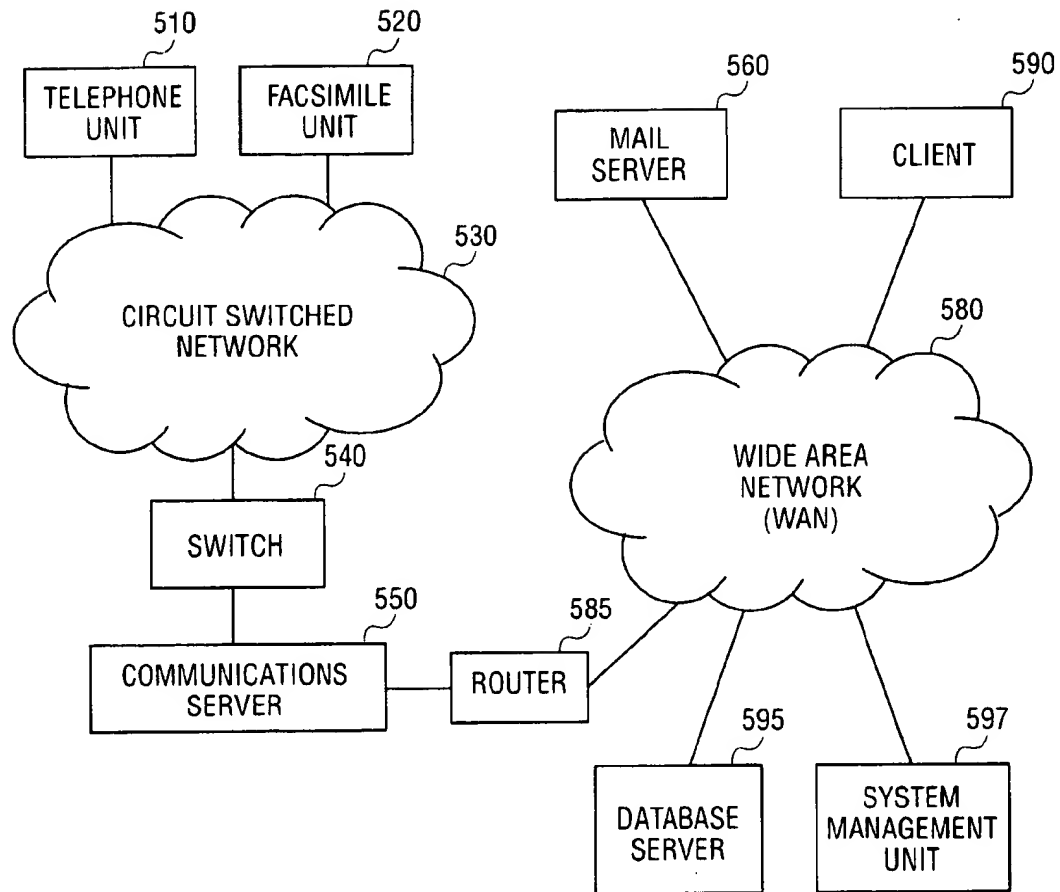 510
520
TELEPHONE
UNIT
FACSIMILE
UNIT
560
590
MAIL
SERVER
CLIENT
530
CIRCUIT SWITCHED
NETWORK
580
WIDE AREA
NETWORK
(WAN)
540
SWITCH
550
COMMUNICATIONS
SERVER
585
ROUTER
595
597
DATABASE
SERVER
SYSTEM
MANAGEMENT
UNIT